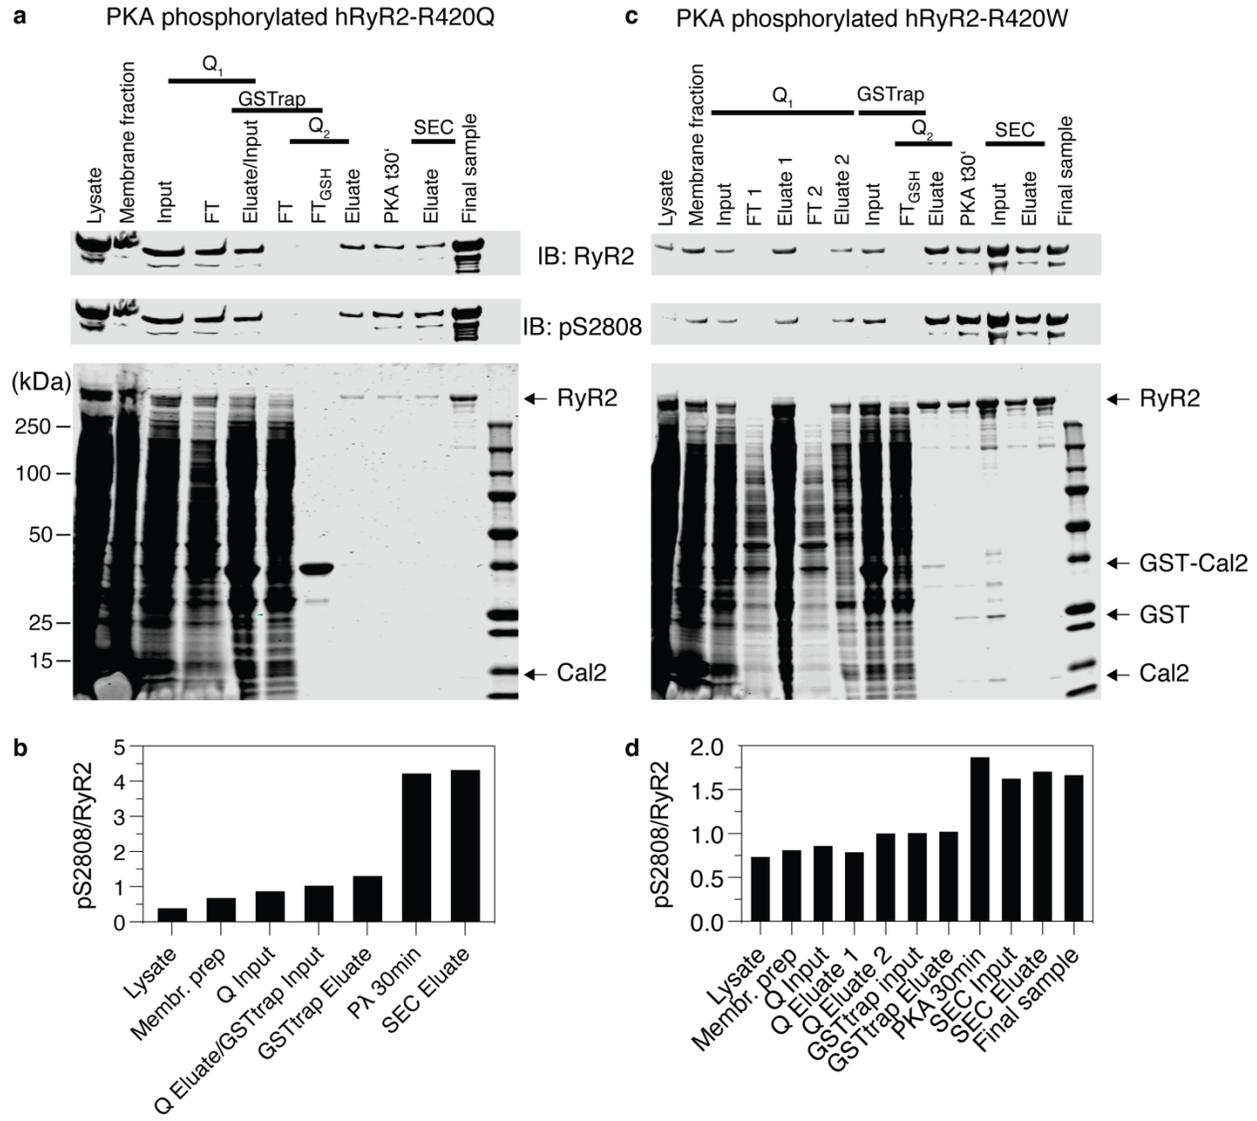 a
PKA phosphorylated hRyR2-R420Q
Q1
GSTrap
Q2
SEC
Lysate
Membrane fraction
Input
FT
Eluate/Input
FT
FTGSH
Eluate
PKA t30‘
Eluate
Final sample
IB: RyR2
IB: pS2808
(kDa)
250
100
50
25
15
RyR2
Cal2
c
PKA phosphorylated hRyR2-R420W
Q1
GSTrap
Q2
SEC
Lysate
Membrane fraction
Input
FT 1
Eluate 1
FT 2
Eluate 2
Input
FTGSH
Eluate
PKA t30‘
Input
Eluate
Final sample
RyR2
GST-Cal2
GST
Cal2
b
pS2808/RyR2
5
4
3
2
1
0
Lysate
Membr. prep
Q Input
Q Eluate/GSTtrap Input
GSTtrap Eluate
Pλ 30min
SEC Eluate
d
pS2808/RyR2
2.0
1.5
1.0
0.5
0.0
Lysate
Membr. prep
Q Input
Q Eluate 1
Q Eluate 2
GSTtrap input
GSTtrap Eluate
PKA 30min
SEC Input
SEC Eluate
Final sample